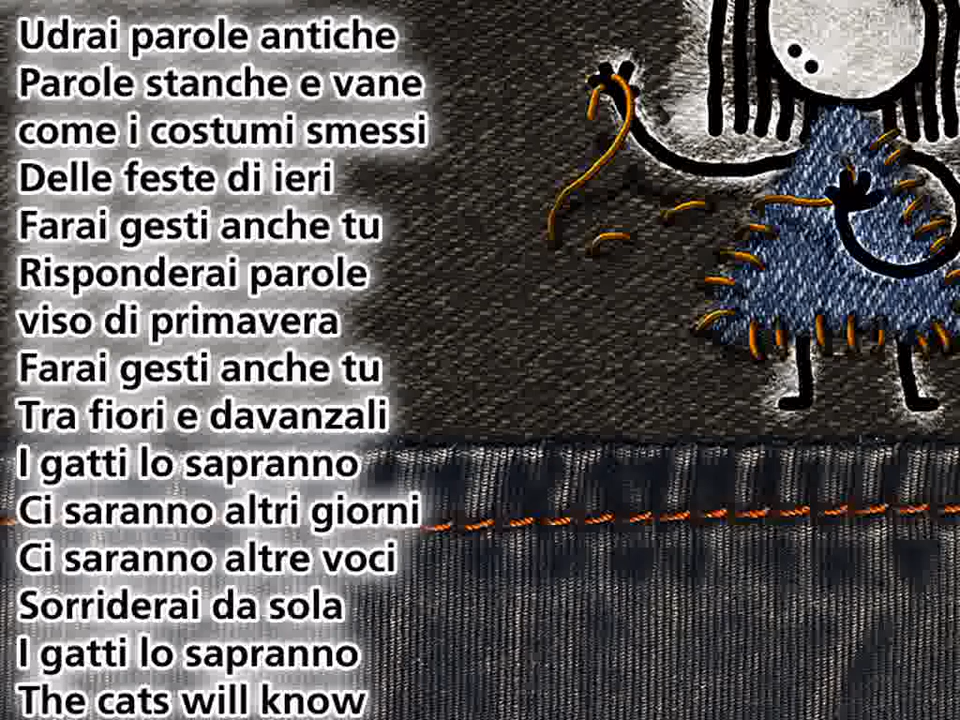 Udrai parole antiche
Parole stanche e vane
come i costumi smessi
Delle feste di ieri
Farai gesti anche tu
Risponderai parole
viso di primavera
Farai gesti anche tu
Tra fiori e davanzali
I gatti lo sapranno
Ci saranno altri giorni
Ci saranno altre voci
Sorriderai da sola
I gatti lo sapranno
The cats will know